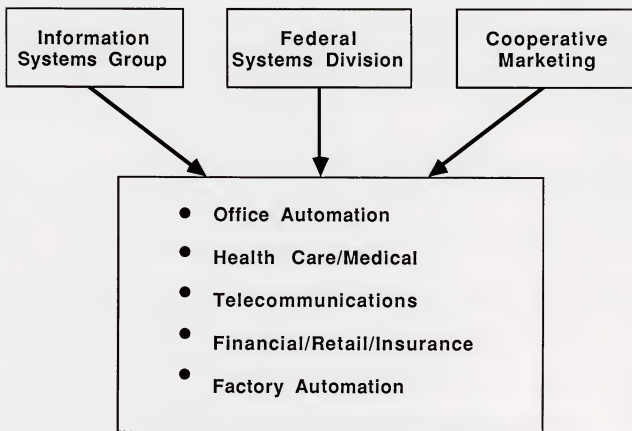 Information
Systems Group
Federal
Systems Division
Cooperative
Marketing
• Office Automation
• Health Care/Medical
• Telecommunications
• Financial/Retail/Insurance
• Factory Automation